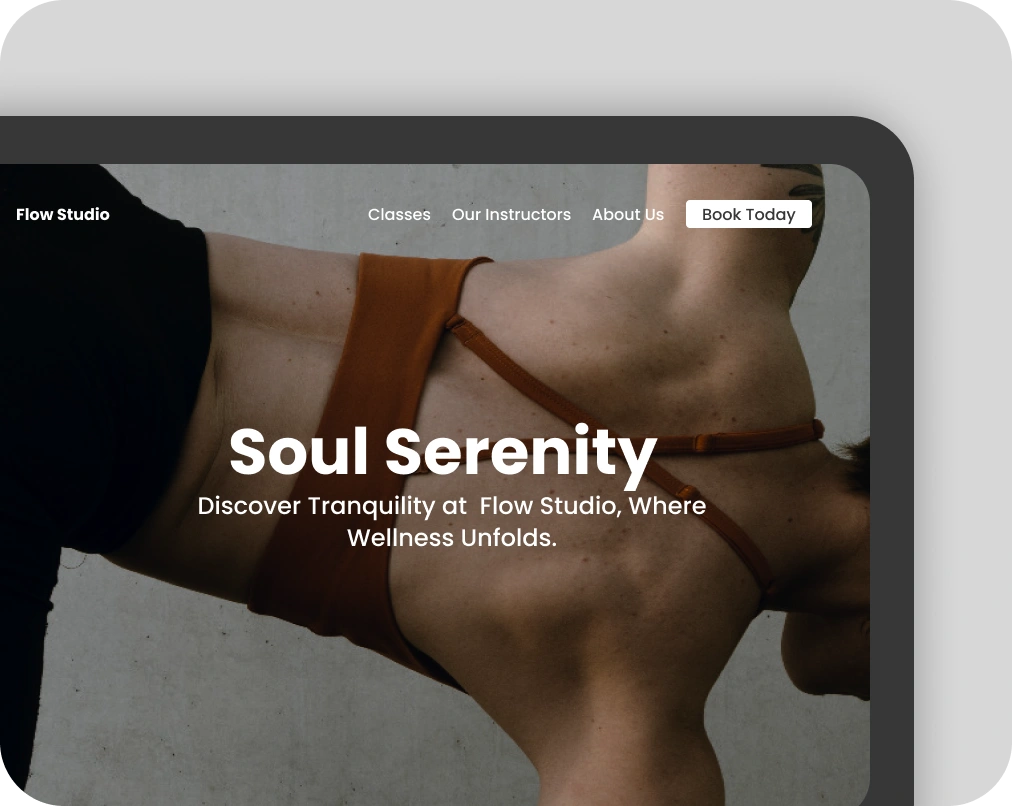 Flow Studio
Classes
Our Instructors
About Us
Book Today
Soul Serenity
Discover Tranquility at  Flow Studio, Where
Wellness Unfolds.